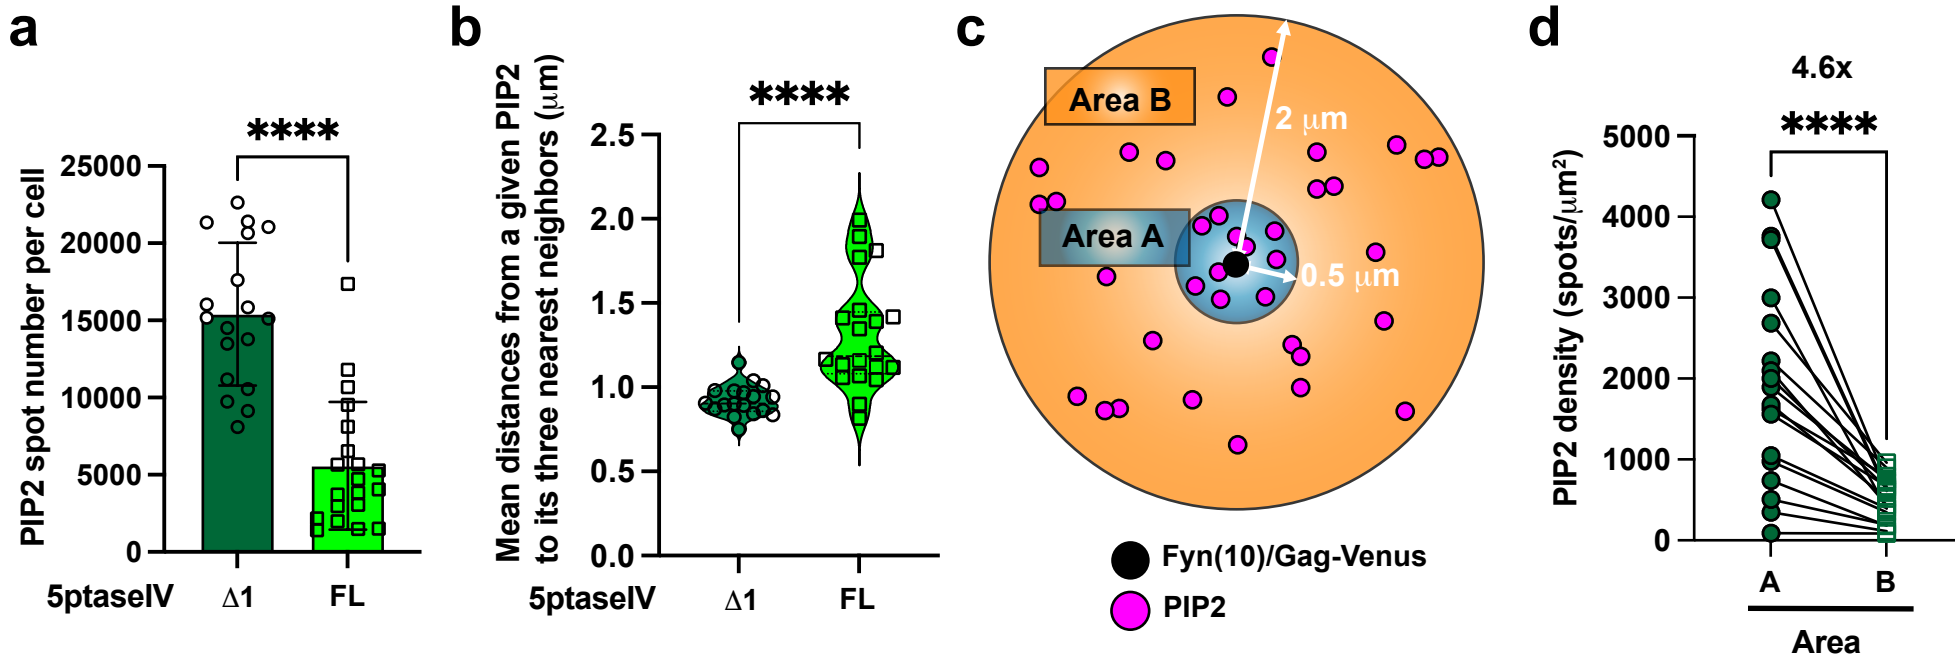 a
****
25000
20000
15000
10000
5000
0
PIP2 spot number per cell
5ptaseIV
Δ1
FL
b
****
Mean distances from a given PIP2
to its three nearest neighbors (μm)
2.5
2.0
1.5
1.0
0.5
0.0
5ptaseIV
Δ1
FL
c
Area B
2 μm
Area A
0.5 μm
Fyn(10)/Gag-Venus
PIP2
d
4.6x
****
PIP2 density (spots/μm²)
5000
4000
3000
2000
1000
0
A
B
Area